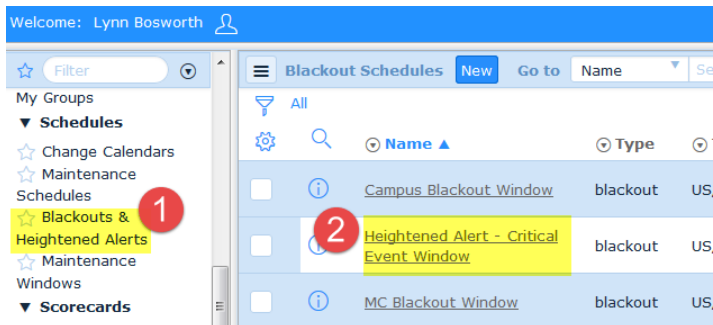 Welcome: Lynn Bosworth
Filter
My Groups
▼ Schedules
Change Calendars
Maintenance
Schedules
Blackouts &
Heightened Alerts
Maintenance
Windows
▼ Scorecards
1
Blackout Schedules New Go to Name
All
Name ▲ Type
Campus Blackout Window blackout US
2
Heightened Alert - Critical
Event Window
blackout US
MC Blackout Window blackout US